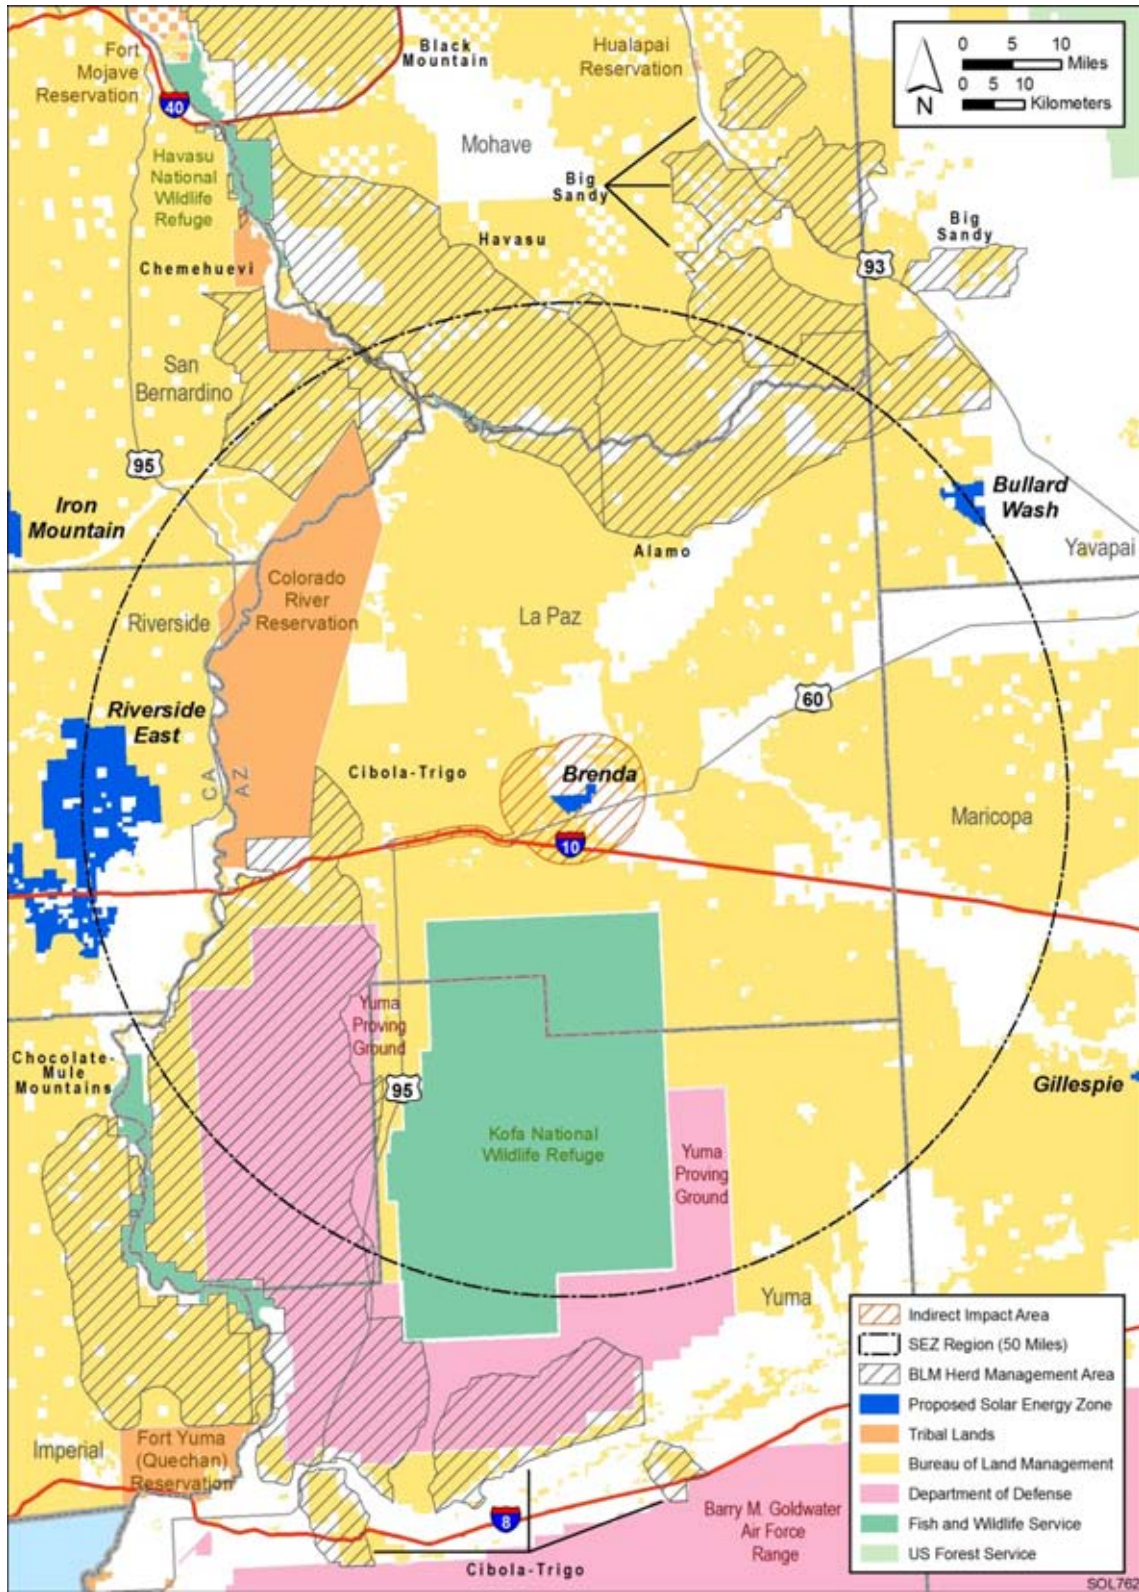 Fort
Mojave
Reservation
40
Black
Mountain
Hualapai
Reservation
0 5 10
Miles
0 5 10
Kilometers
N
Mohave
Havasu
National
Wildlife
Refuge
Big
Sandy
Big
Sandy
Havasu
93
Chemehuevi
San
Bernardino
95
Iron
Mountain
Bullard
Wash
Yavapai
Alamo
Colorado
River
Reservation
Riverside
La Paz
60
Riverside
East
CA
AZ
Cibola-Trigo
Brenda
10
Maricopa
Yuma
Proving
Ground
Chocolate-
Mule
Mountains
95
Gillespie
Kofa National
Wildlife Refuge
Yuma
Proving
Ground
Yuma
Imperial
Fort Yuma
(Quechan)
Reservation
8
Barry M. Goldwater
Air Force
Range
Cibola-Trigo
Indirect Impact Area
SEZ Region (50 Miles)
BLM Herd Management Area
Proposed Solar Energy Zone
Tribal Lands
Bureau of Land Management
Department of Defense
Fish and Wildlife Service
US Forest Service
SOL762